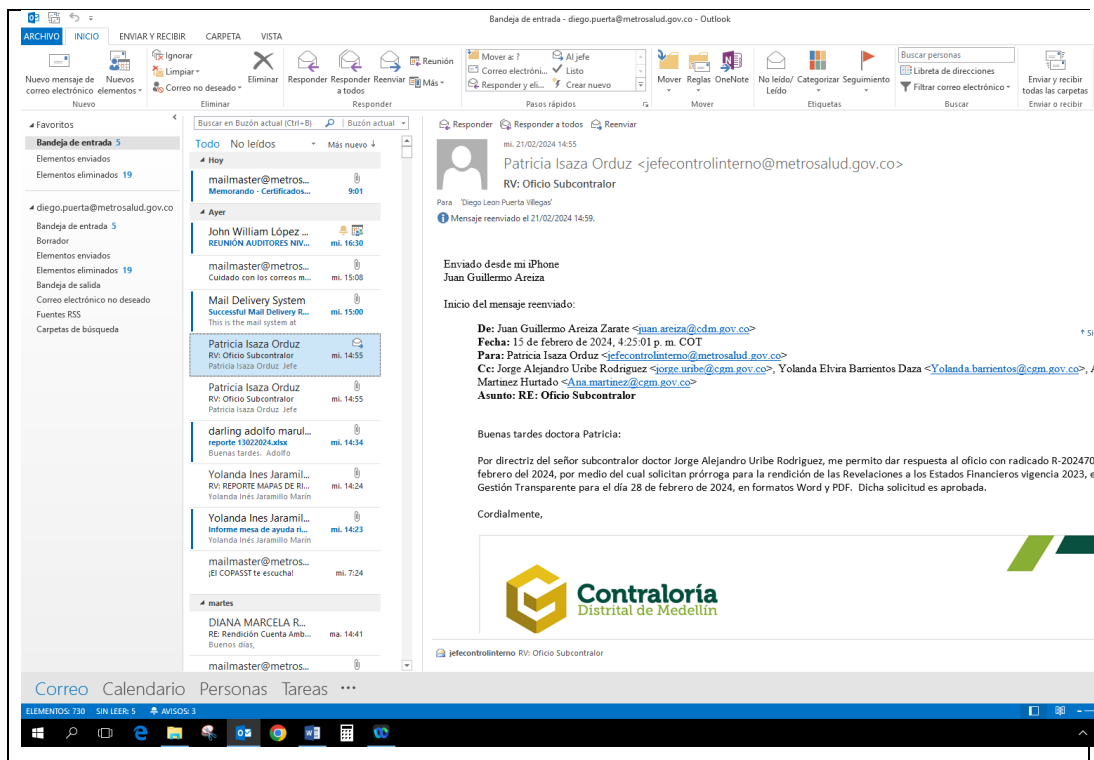 Bandeja de entrada - diego.puerta@metrosalud.gov.co - Outlook
ARCHIVO INICIO ENVIAR Y RECIBIR CARPETA VISTA
Nuevo mensaje de correo electrónico
Nuevos elementos
Nuevo
Ignorar
Limpiar
Correo no deseado
Eliminar
Eliminar
Responder
Responder a todos
Reenviar
Reunión
Más
Responder
Mover a: ?
Correo electróni...
Responder y eli...
Al jefe
Listo
Crear nuevo
Pasos rápidos
Mover
Reglas
OneNote
Mover
No leído/ Leído
Categorizar
Seguimiento
Etiquetas
Buscar personas
Libreta de direcciones
Filtrar correo electrónico
Buscar
Enviar y recibir todas las carpetas
Enviar o recibir
Favoritos
Bandeja de entrada 5
Elementos enviados
Elementos eliminados 19
diego.puerta@metrosalud.gov.co
Bandeja de entrada 5
Borrador
Elementos enviados
Elementos eliminados 19
Bandeja de salida
Correo electrónico no deseado
Fuentes RSS
Carpetas de búsqueda
Buscar en Buzón actual (Ctrl+B) Buzón actual
Todo No leídos Más nuevo ↓
Hoy
mailmaster@metros...
Memorando - Certificados... 9:01
Ayer
John William López ...
REUNIÓN AUDITORES NIV... mi. 16:30
mailmaster@metros...
Cuidado con los correos m... mi. 15:08
Mail Delivery System
Successful Mail Delivery R... mi. 15:00
This is the mail system at
Patricia Isaza Orduz
RV: Oficio Subcontralor mi. 14:55
Patricia Isaza Orduz Jefe
Patricia Isaza Orduz
RV: Oficio Subcontralor mi. 14:55
Patricia Isaza Orduz Jefe
darling adolfo marul...
reporte 13022024.xlsx mi. 14:34
Buenas tardes. Adolfo
Yolanda Ines Jaramil...
RV: REPORTE MAPAS DE RI... mi. 14:24
Yolanda Inés Jaramillo Marín
Yolanda Ines Jaramil...
Informe mesa de ayuda ri... mi. 14:23
Yolanda Inés Jaramillo Marín
mailmaster@metros...
¡El COPASST te escucha! mi. 7:24
martes
DIANA MARCELA R...
RE: Rendición Cuenta Amb... ma. 14:41
Buenos días,
mailmaster@metros...
Responder Responder a todos Reenviar
mi. 21/02/2024 14:55
Patricia Isaza Orduz <jefecontrolinterno@metrosalud.gov.co>
RV: Oficio Subcontralor
Para 'Diego Leon Puerta Villegas'
Mensaje reenviado el 21/02/2024 14:59.
Enviado desde mi iPhone
Juan Guillermo Areiza
Inicio del mensaje reenviado:
De: Juan Guillermo Areiza Zarate <juan.areiza@cdm.gov.co>
Fecha: 15 de febrero de 2024, 4:25:01 p. m. COT
Para: Patricia Isaza Orduz <jefecontrolinterno@metrosalud.gov.co>
Cc: Jorge Alejandro Uribe Rodriguez <jorge.uribe@cgm.gov.co>, Yolanda Elvira Barrientos Daza <Yolanda.barrientos@cgm.gov.co>, A
Martinez Hurtado <Ana.martinez@cgm.gov.co>
Asunto: RE: Oficio Subcontralor
Buenas tardes doctora Patricia:
Por directriz del señor subcontralor doctor Jorge Alejandro Uribe Rodriguez, me permito dar respuesta al oficio con radicado R-202470
febrero del 2024, por medio del cual solicitan prórroga para la rendición de las Revelaciones a los Estados Financieros vigencia 2023, e
Gestión Transparente para el día 28 de febrero de 2024, en formatos Word y PDF. Dicha solicitud es aprobada.
Cordialmente,
Contraloría
Distrital de Medellín
jefecontrolinterno RV: Oficio Subcontralor
Correo Calendario Personas Tareas ...
ELEMENTOS: 730 SIN LEER: 5 AVISOS: 3